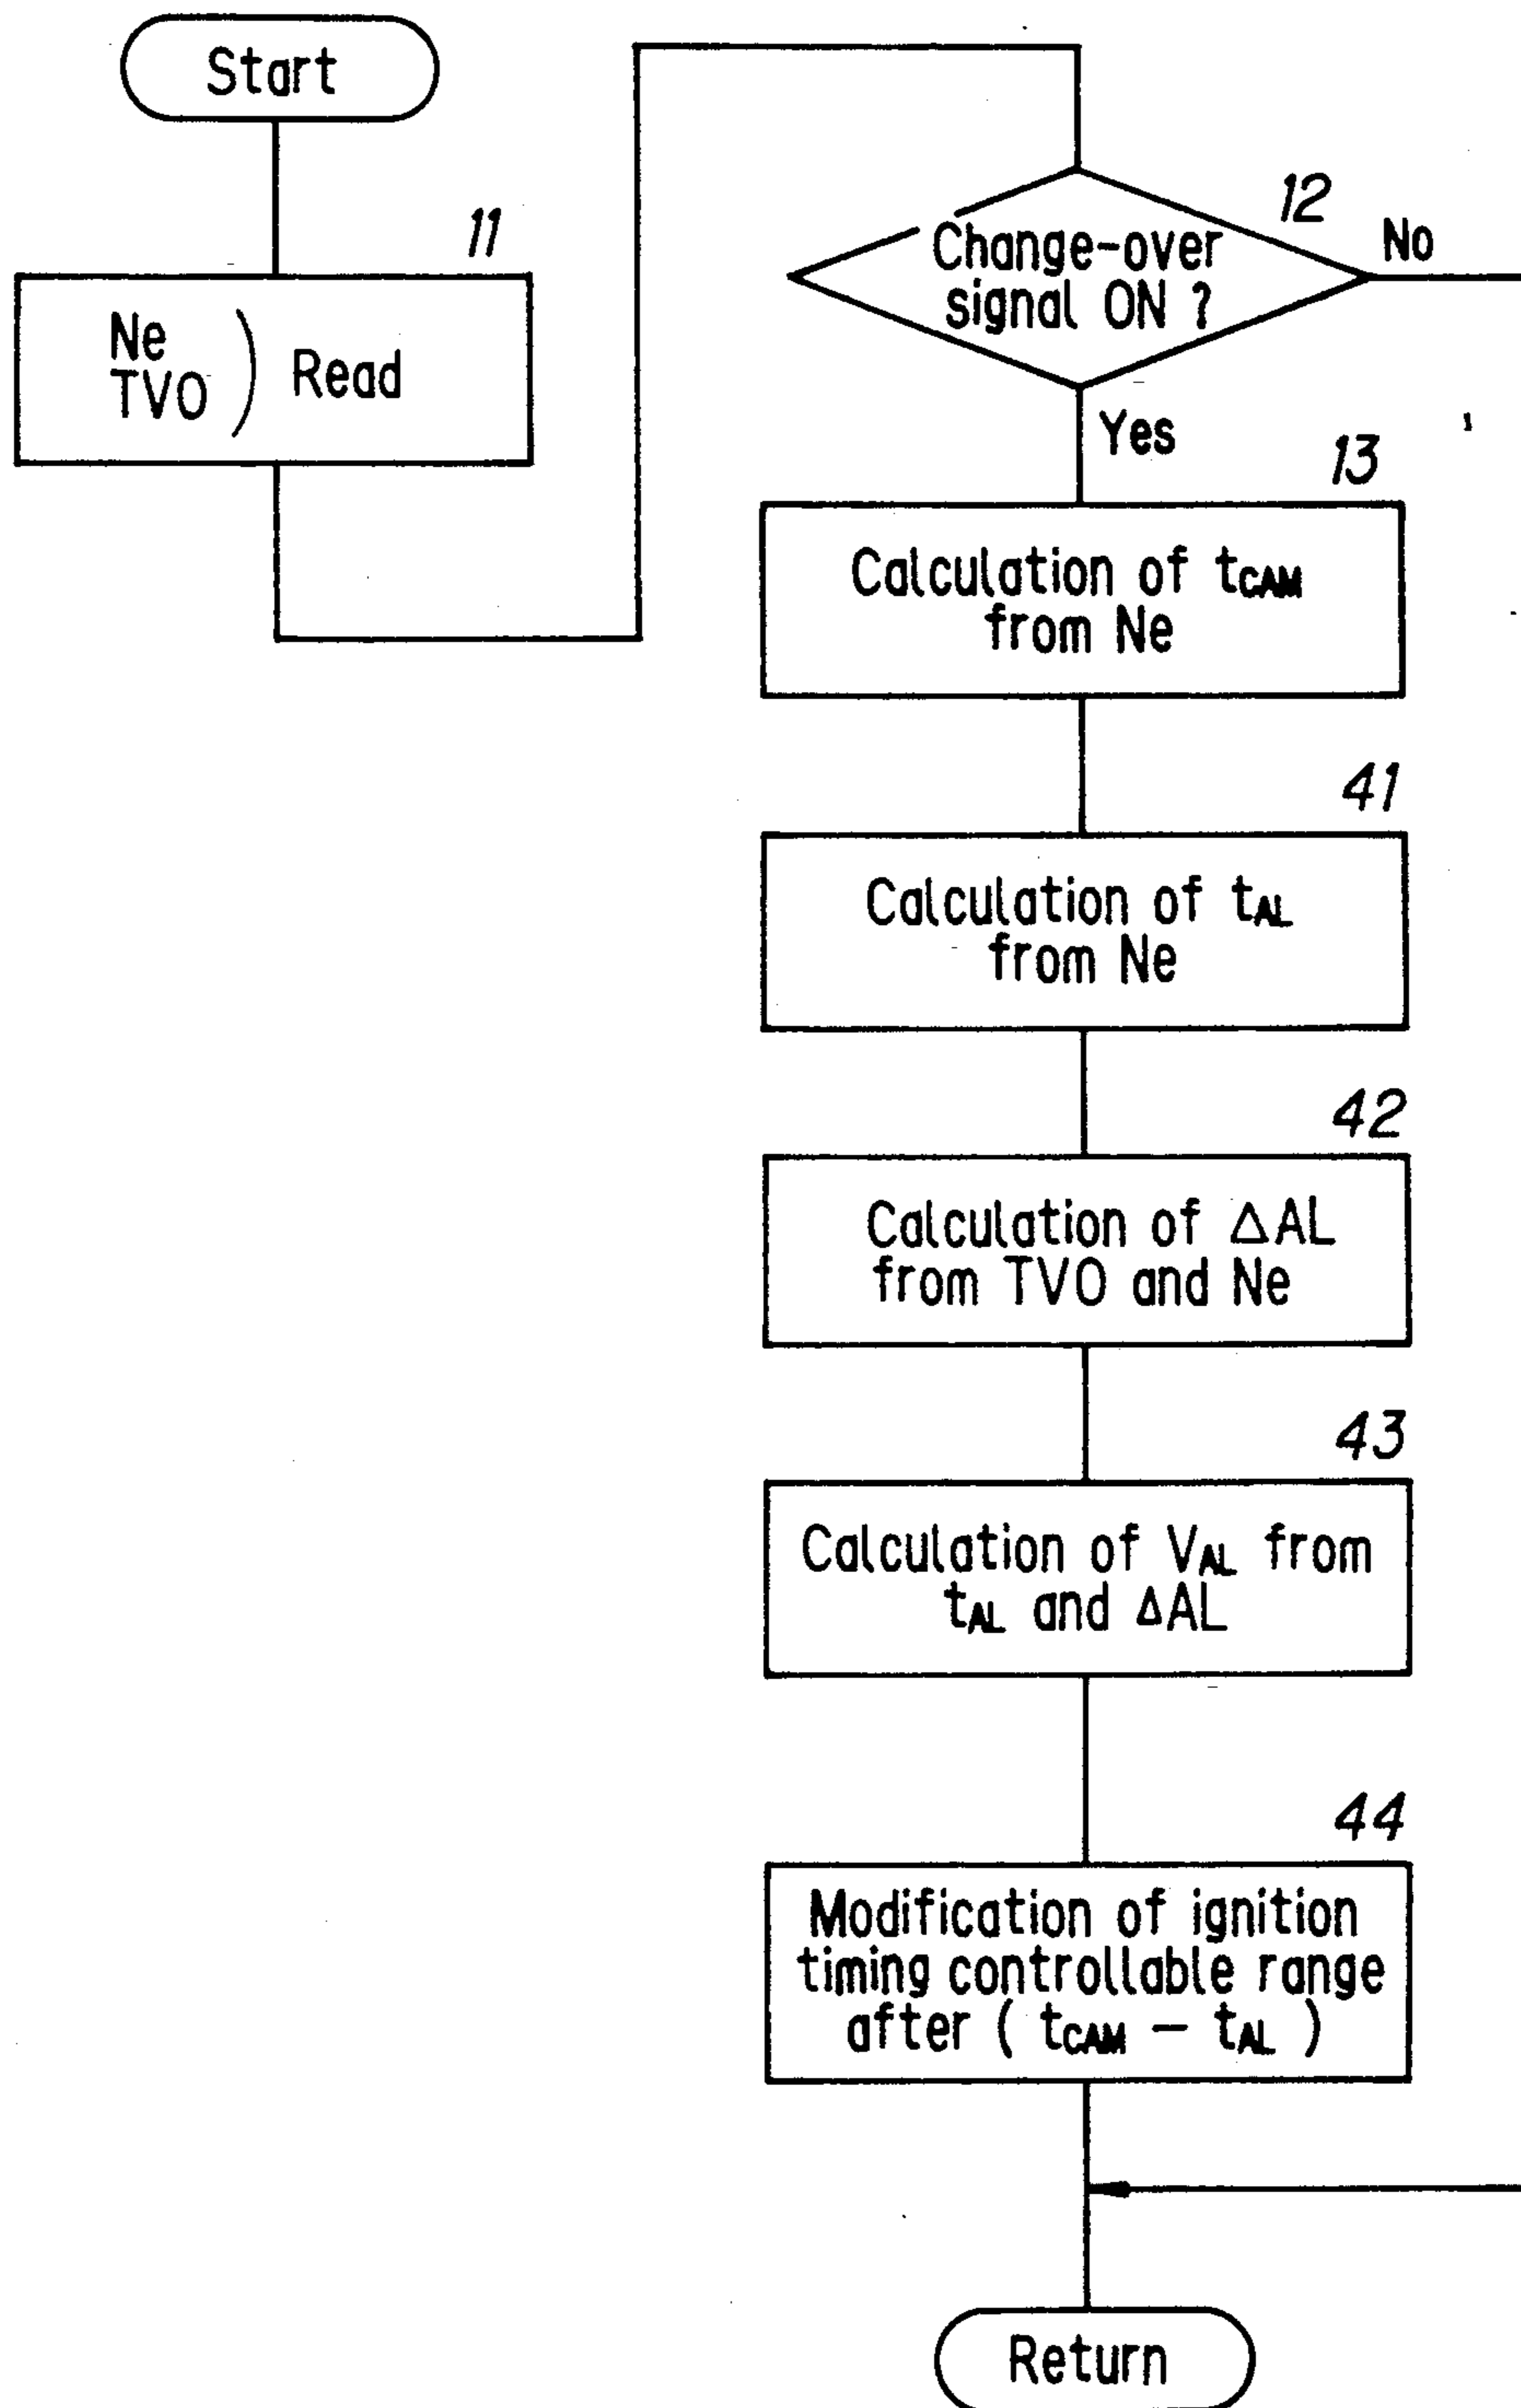 Start
11
Ne
TVO ) Read
12
Change-over
signal ON ?
No
Yes
13
Calculation of tCAM
from Ne
41
Calculation of tAL
from Ne
42
Calculation of ΔAL
from TVO and Ne
43
Calculation of VAL from
tAL and ΔAL
44
Modification of ignition
timing controllable range
after ( tCAM − tAL )
Return